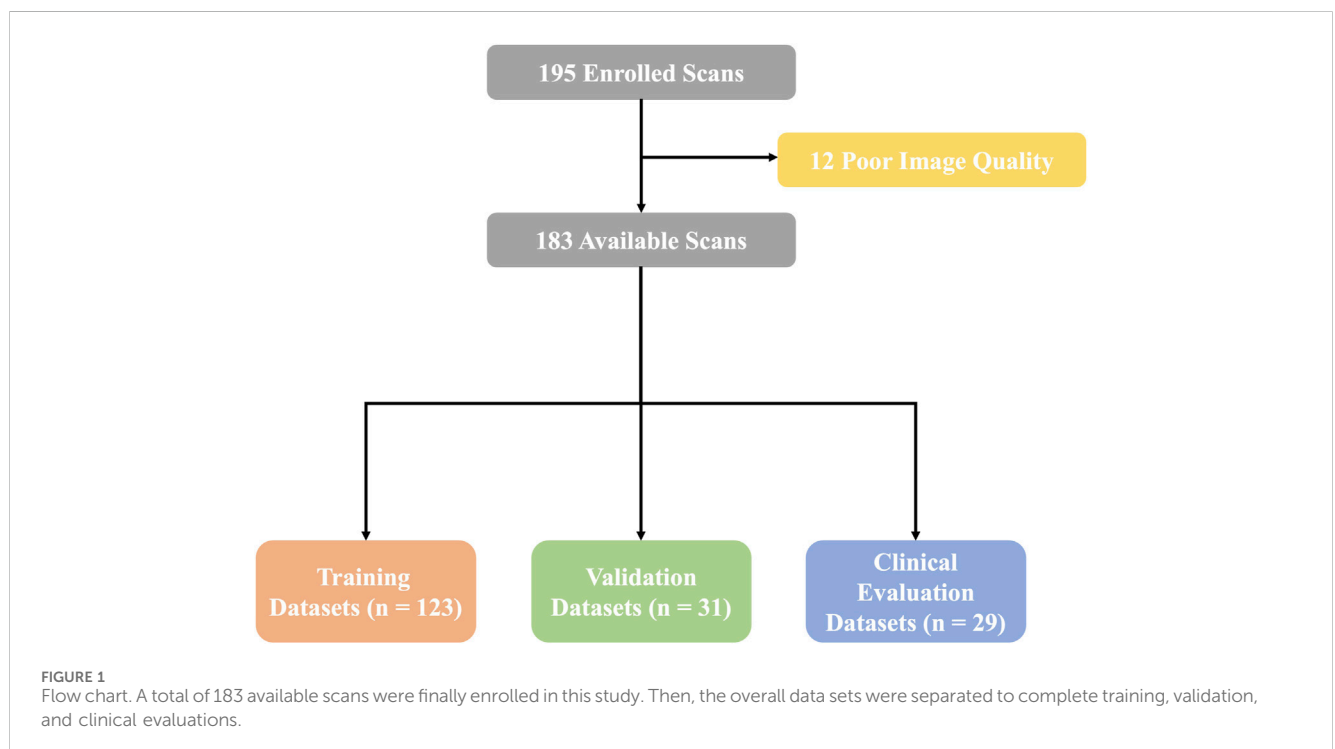 195 Enrolled Scans
12 Poor Image Quality
183 Available Scans
Training
Datasets (n = 123)
Validation
Datasets (n = 31)
Clinical
Evaluation
Datasets (n = 29)
FIGURE 1
Flow chart. A total of 183 available scans were finally enrolled in this study. Then, the overall data sets were separated to complete training, validation,
and clinical evaluations.